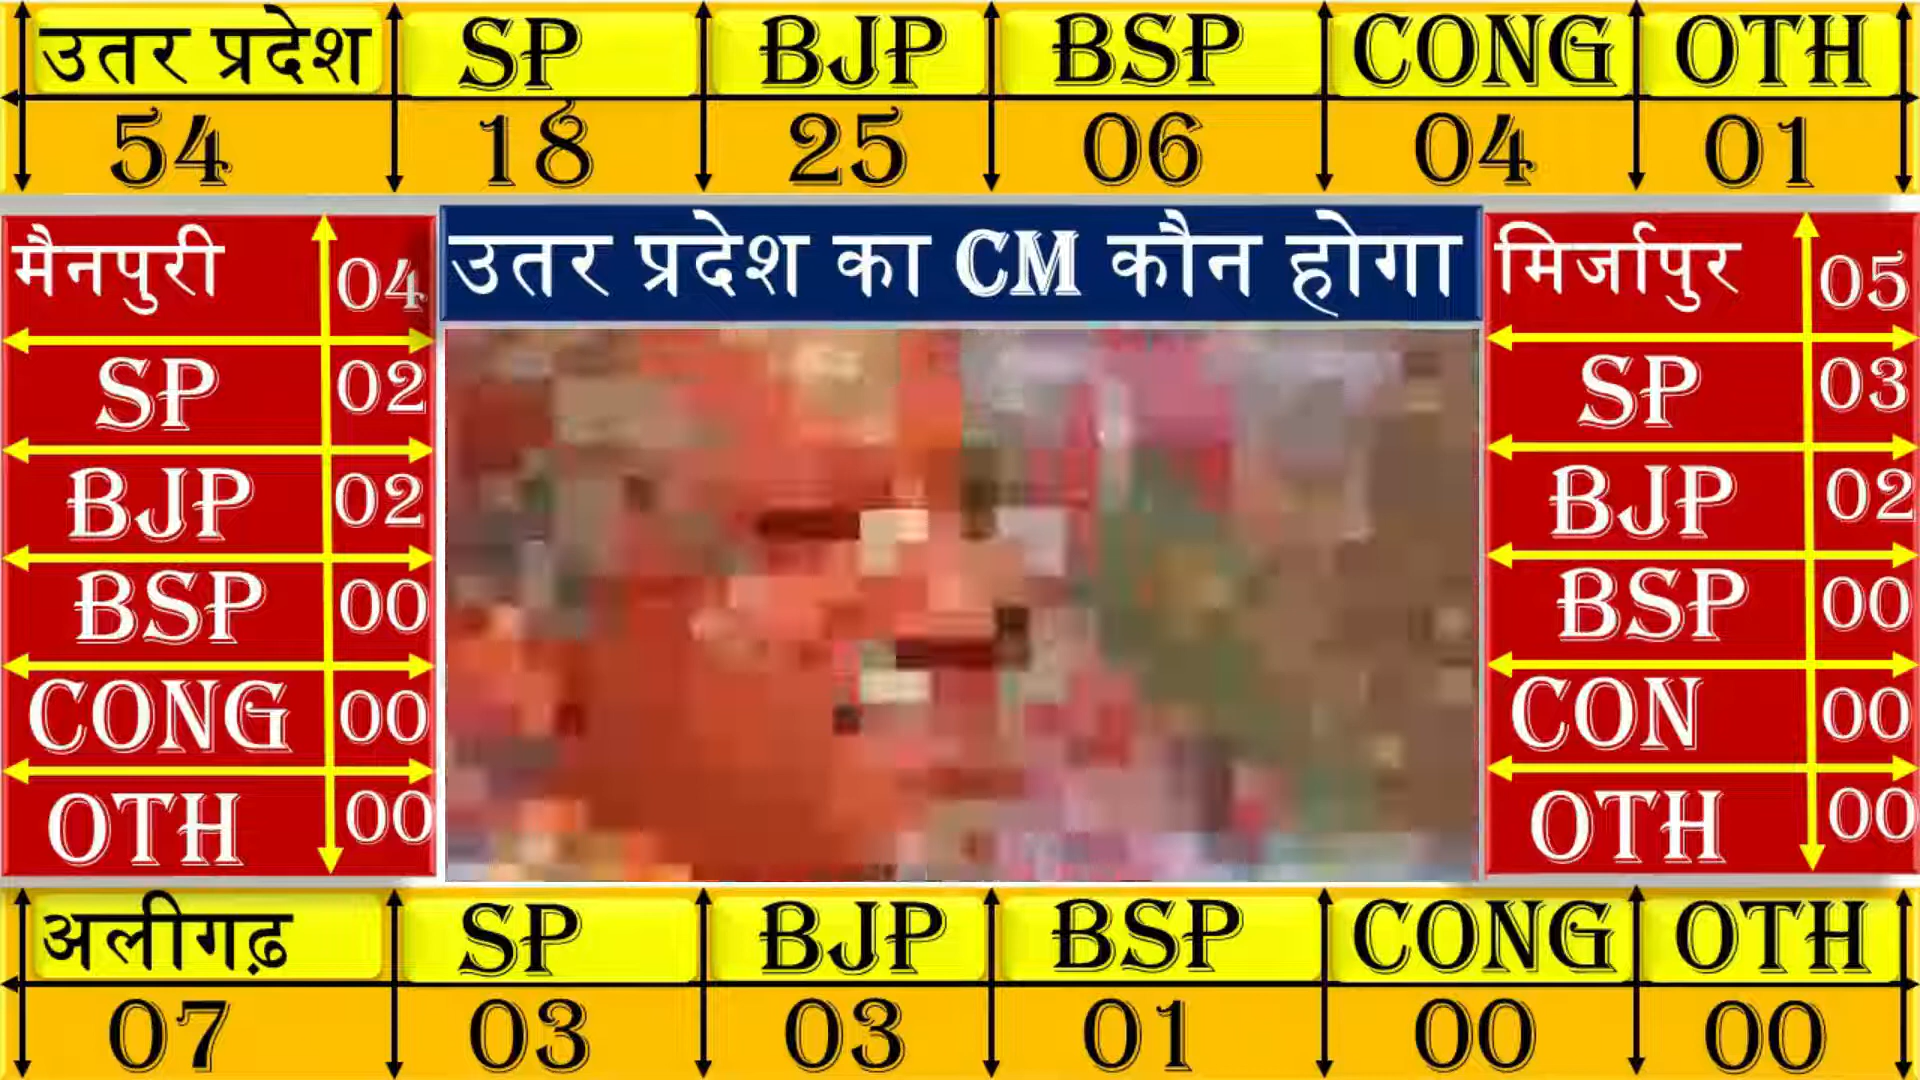 उतर प्रदेश SP BJP BSP CONG OTH
54 18 25 06 04 01
उतर प्रदेश का CM कौन होगा
मैनपुरी 04
SP 02
BJP 02
BSP 00
CONG 00
OTH 00
मिर्जापुर 05
SP 03
BJP 02
BSP 00
CON 00
OTH 00
अलीगढ़ SP BJP BSP CONG OTH
07 03 03 01 00 00